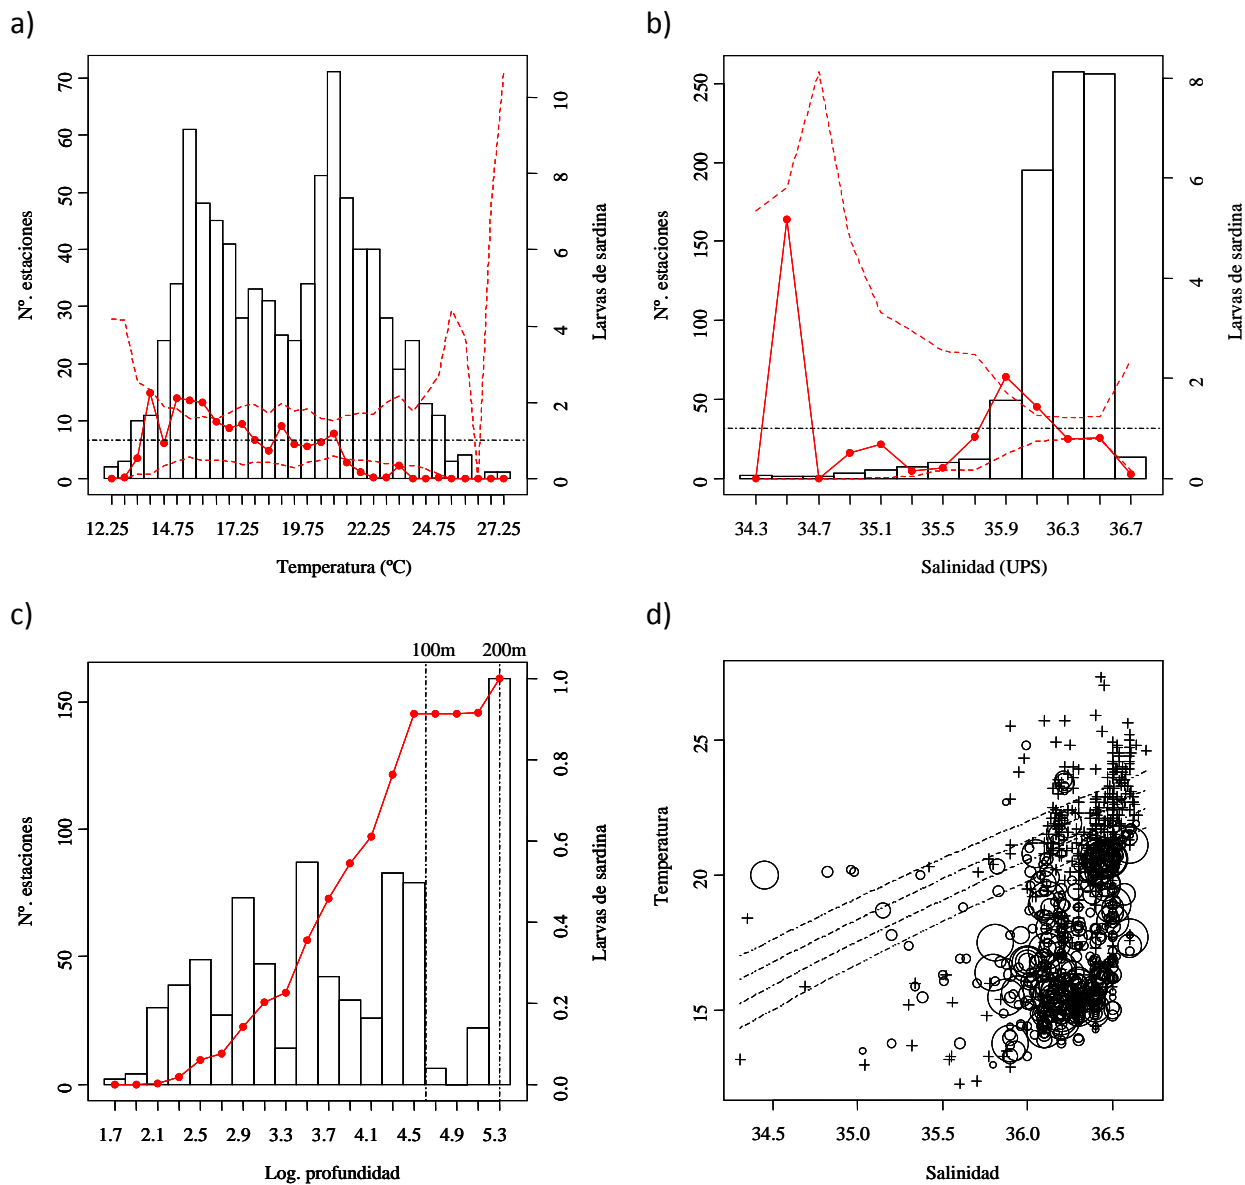 a)
70
60
50
40
30
20
10
0
Nº. estaciones
10
8
6
4
2
0
Larvas de sardina
12.25 14.75 17.25 19.75 22.25 24.75 27.25
Temperatura (ºC)
b)
250
200
150
100
50
0
Nº. estaciones
8
6
4
2
0
Larvas de sardina
34.3 34.7 35.1 35.5 35.9 36.3 36.7
Salinidad (UPS)
c)
100m 200m
150
100
50
0
Nº. estaciones
1.0
0.8
0.6
0.4
0.2
0.0
Larvas de sardina
1.7 2.1 2.5 2.9 3.3 3.7 4.1 4.5 4.9 5.3
Log. profundidad
d)
25
20
15
Temperatura
34.5 35.0 35.5 36.0 36.5
Salinidad